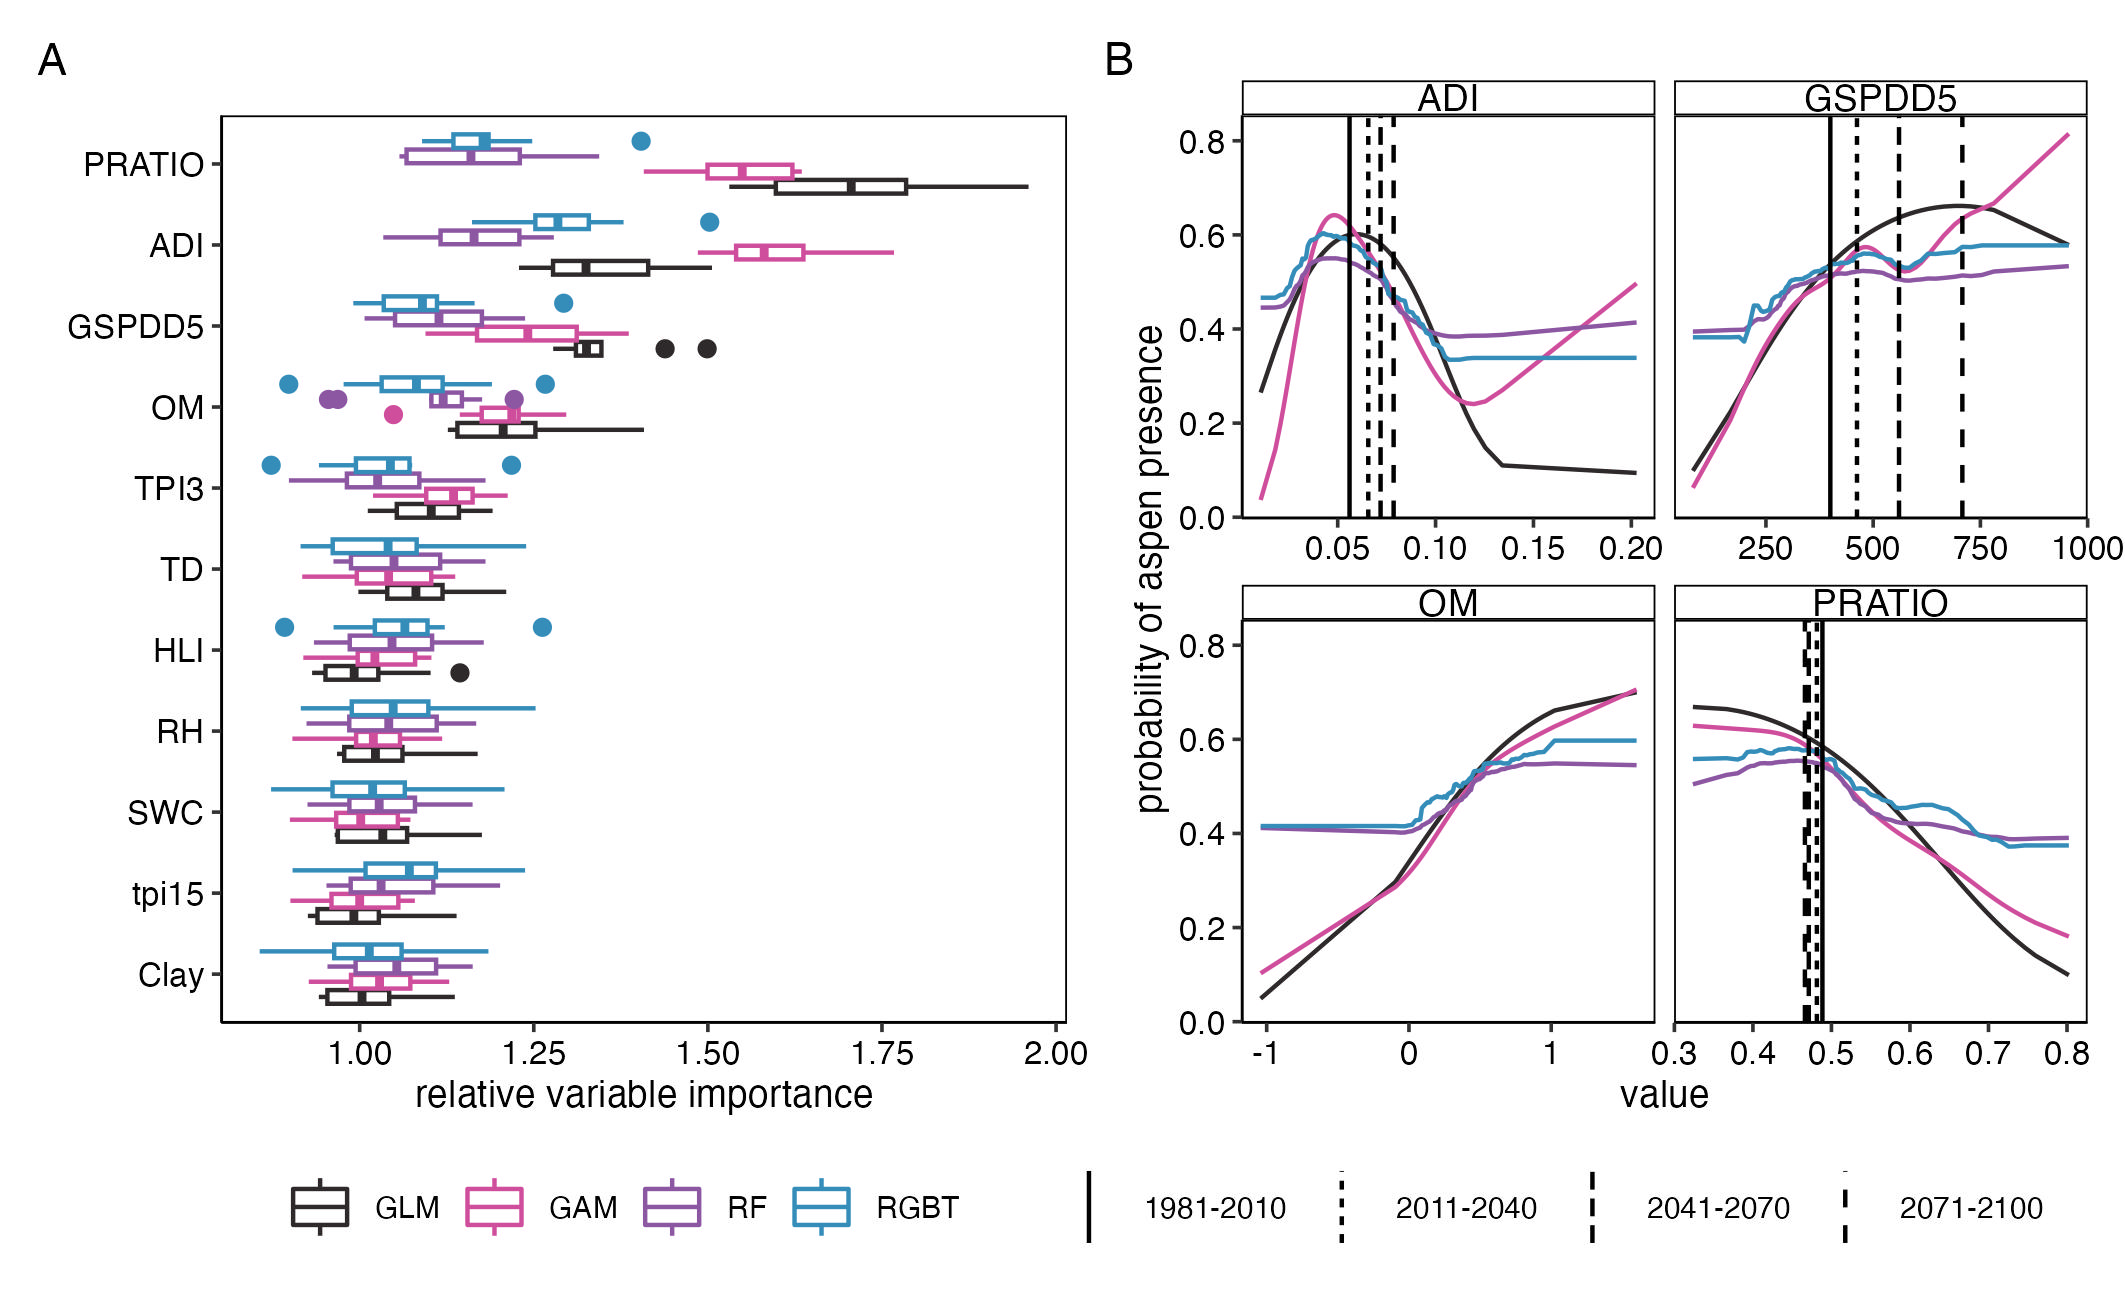 A
PRATIO
ADI
GSPDD5
OM
TPI3
TD
HLI
RH
SWC
tpi15
Clay
1.00 1.25 1.50 1.75 2.00
relative variable importance
B
probability of aspen presence
ADI
GSPDD5
0.8
0.6
0.4
0.2
0.0
0.05 0.10 0.15 0.20
250 500 750 1000
OM
PRATIO
0.8
0.6
0.4
0.2
0.0
-1 0 1
0.3 0.4 0.5 0.6 0.7 0.8
value
GLM GAM RF RGBT
1981-2010 2011-2040 2041-2070 2071-2100